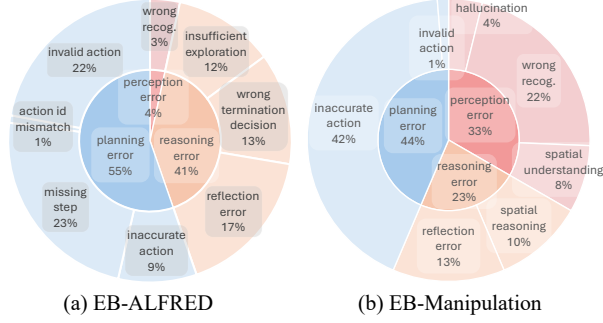 wrong
recog.
3%
insufficient
exploration
12%
invalid action
22%
perception
error
4%
wrong
termination
decision
13%
action id
mismatch
1%
planning
error
55%
reasoning
error
41%
missing
step
23%
reflection
error
17%
inaccurate
action
9%
(a) EB-ALFRED
hallucination
4%
invalid
action
1%
wrong
recog.
22%
inaccurate
action
42%
planning
error
44%
perception
error
33%
spatial
understanding
8%
reasoning
error
23%
spatial
reasoning
10%
reflection
error
13%
(b) EB-Manipulation